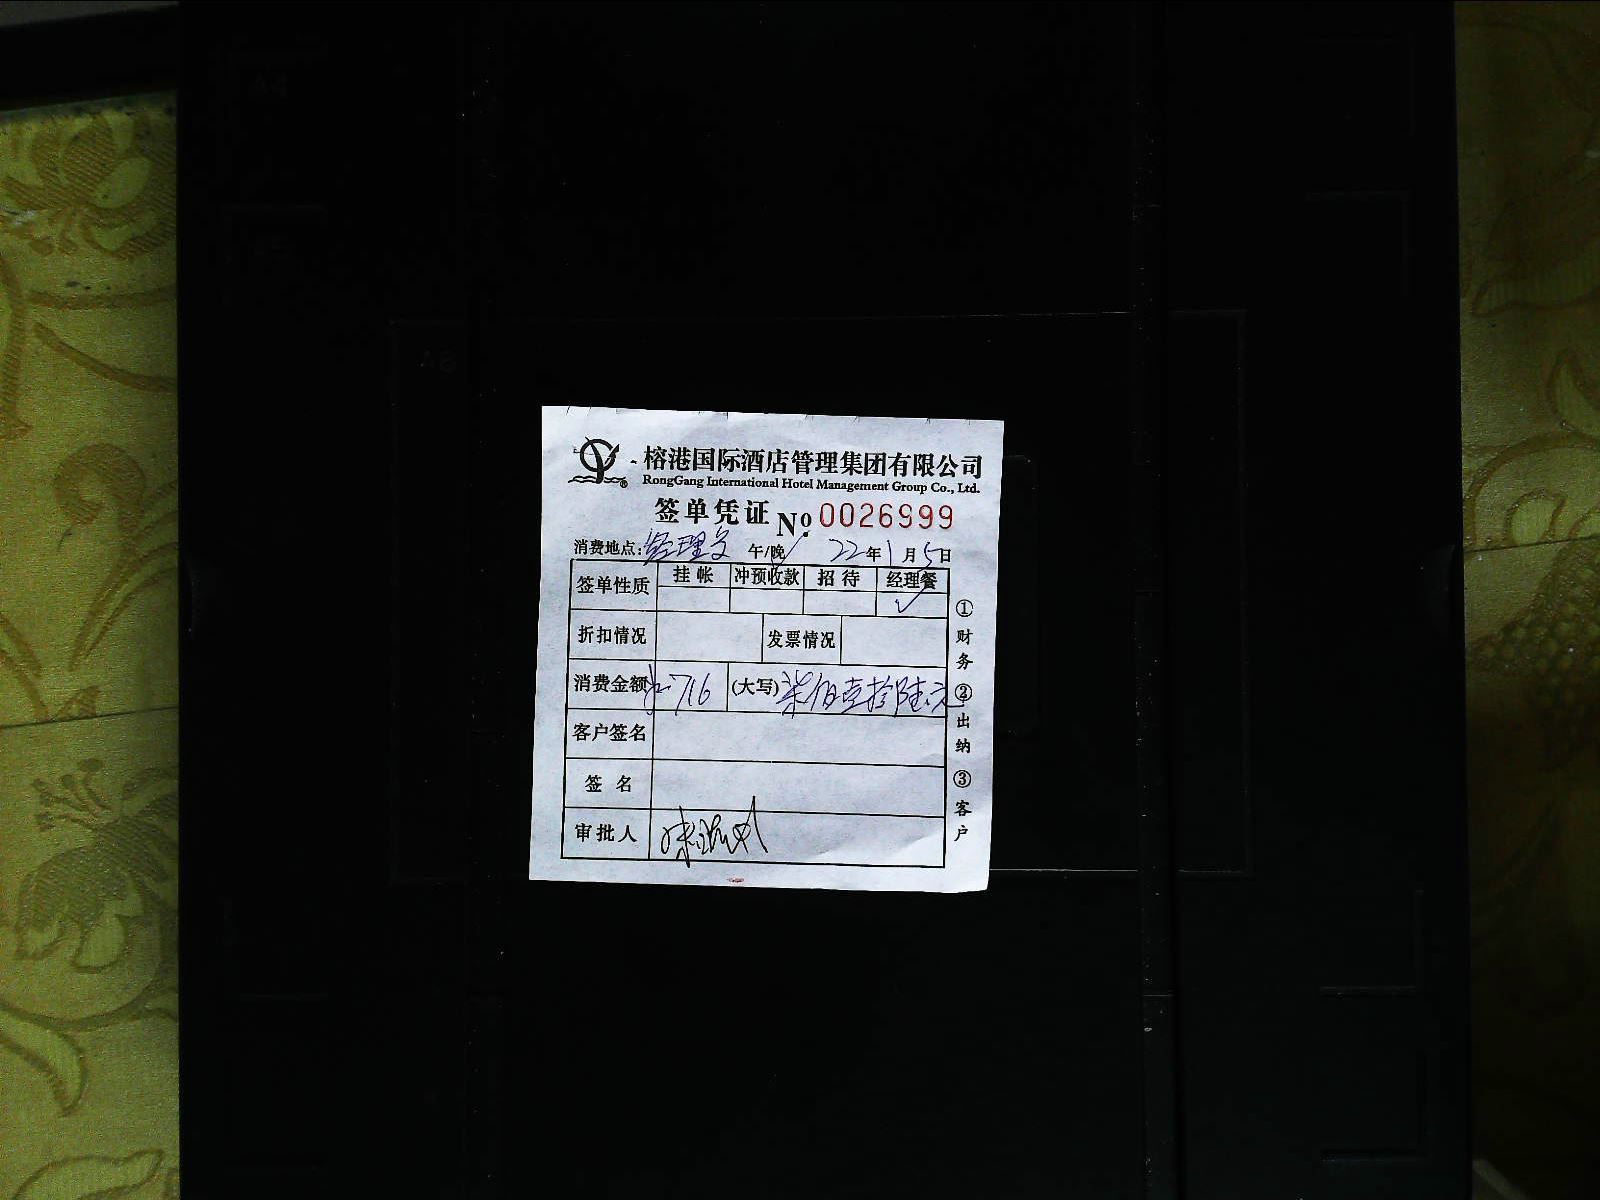 榕港国际酒店管理集团有限公司
RongGang International Hotel Management Group Co., Ltd.
签单凭证 No. 0026999
消费地点: 经理 午/晚 22年1月5日
签单性质 挂帐 冲预收款 招待 经理餐
✓
折扣情况 发票情况
消费金额 716 (大写) 柒佰壹拾陆元
客户签名
签名
审批人
①财务 ②出纳 ③客户